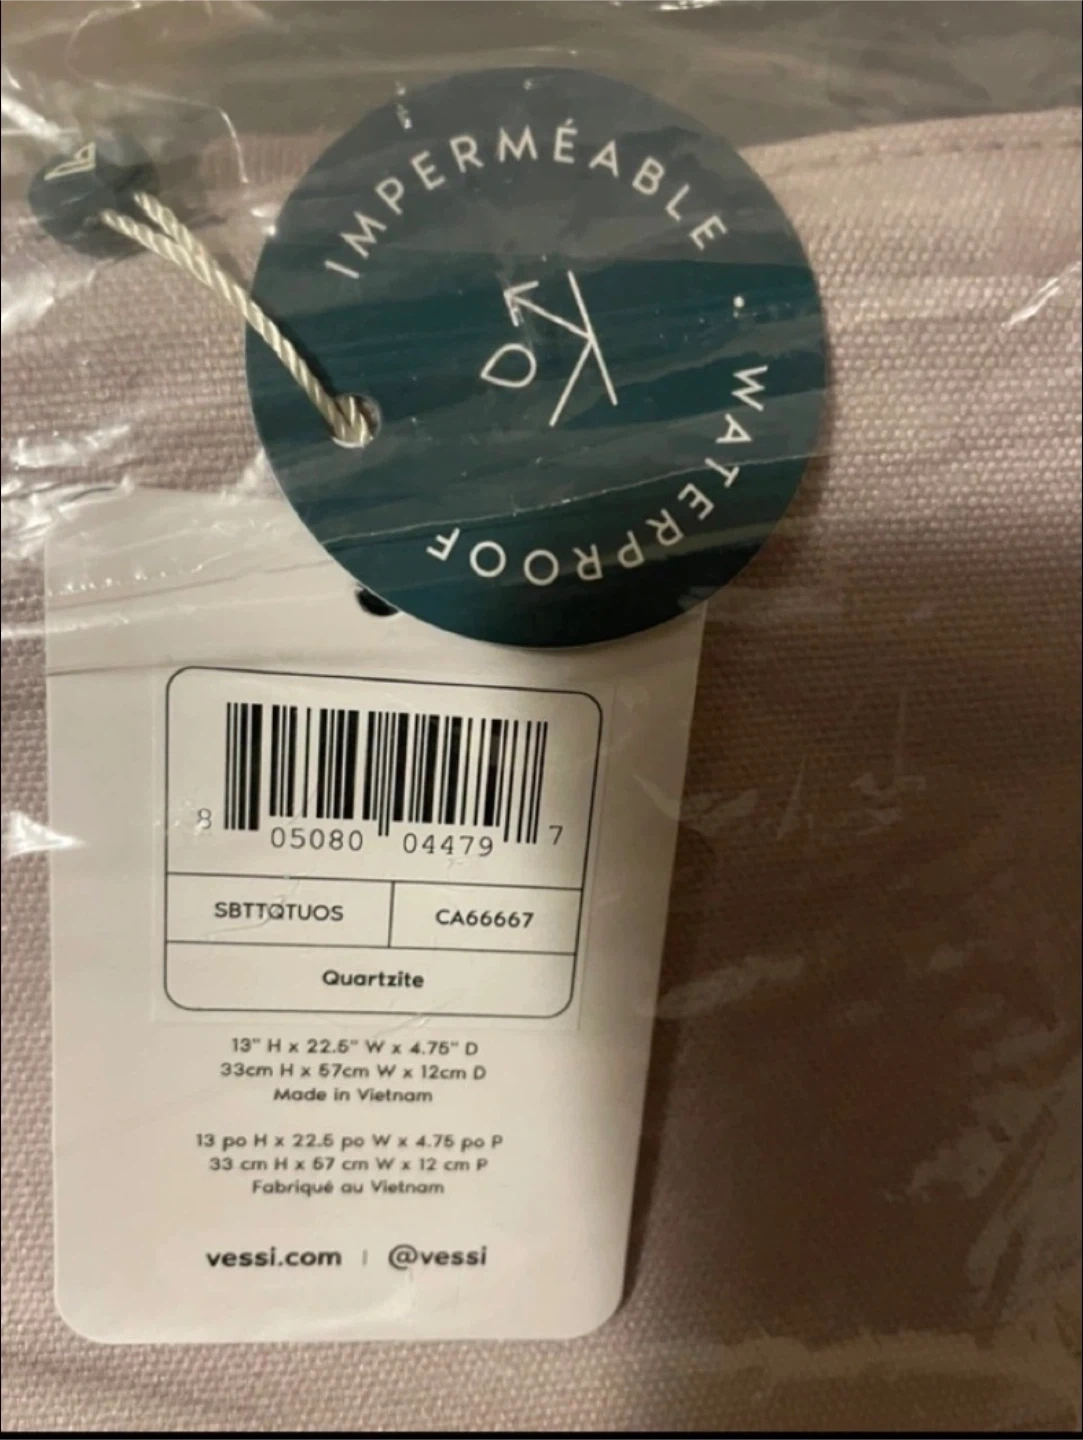 IMPERMÉABLE • WATERPROOF
8 05080 04479 7
SBTTQTUOS
CA66667
Quartzite
13" H x 22.5" W x 4.75" D
33cm H x 57cm W x 12cm D
Made in Vietnam
13 po H x 22.5 po W x 4.75 po P
33 cm H x 57 cm W x 12 cm P
Fabriqué au Vietnam
vessi.com | @vessi